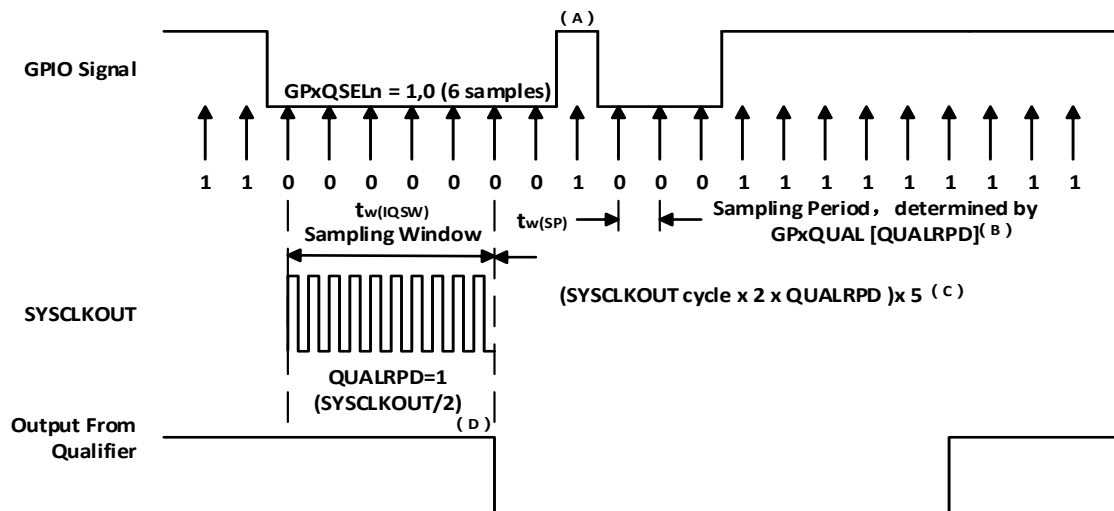 ( A )
GPIO Signal
GPxQSELn = 1,0 (6 samples)
1 1 0 0 0 0 0 0 0 1 0 0 0 1 1 1 1 1 1 1 1 1
tw(IQSW)
Sampling Window
tw(SP)
Sampling Period，determined by
GPxQUAL [QUALRPD] ( B )
SYSCLKOUT
(SYSCLKOUT cycle x 2 x QUALRPD )x 5 ( C )
QUALRPD=1
(SYSCLKOUT/2)
( D )
Output From
Qualifier